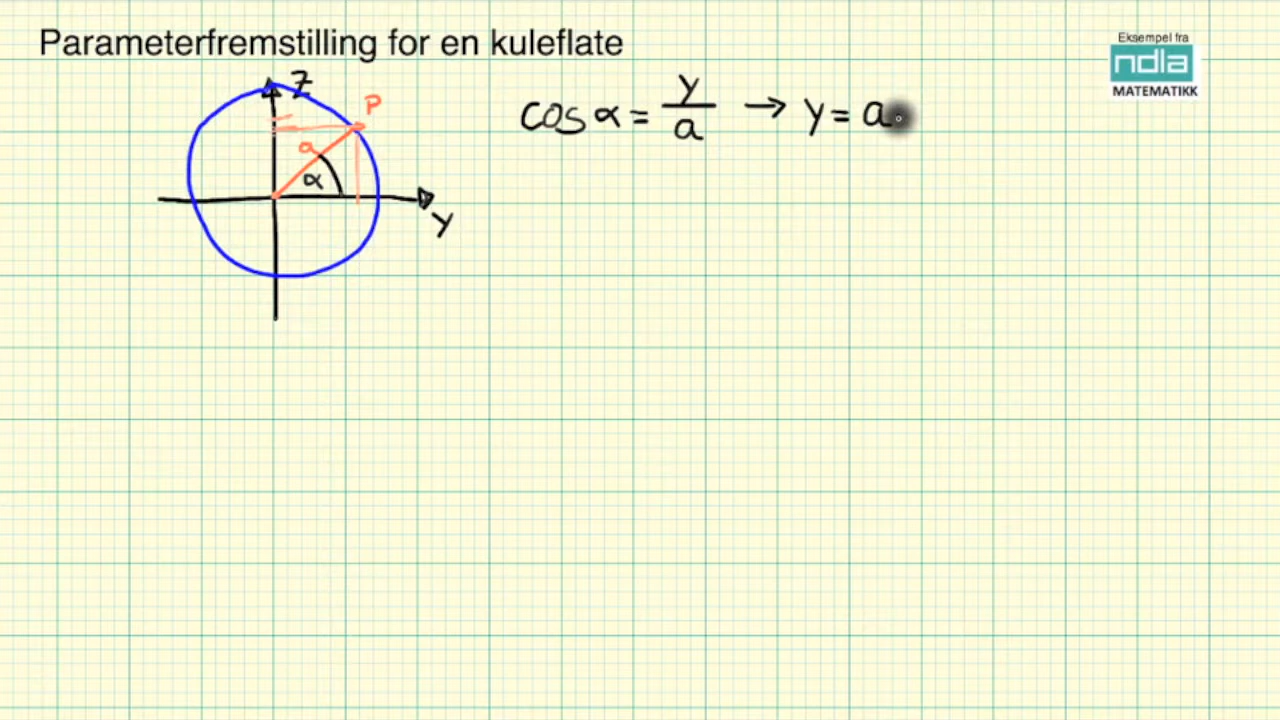 Parameterfremstilling for en kuleflate
Eksempel fra
ndla
MATEMATIKK
z
P
a
α
y
cos α = y/a → y = a